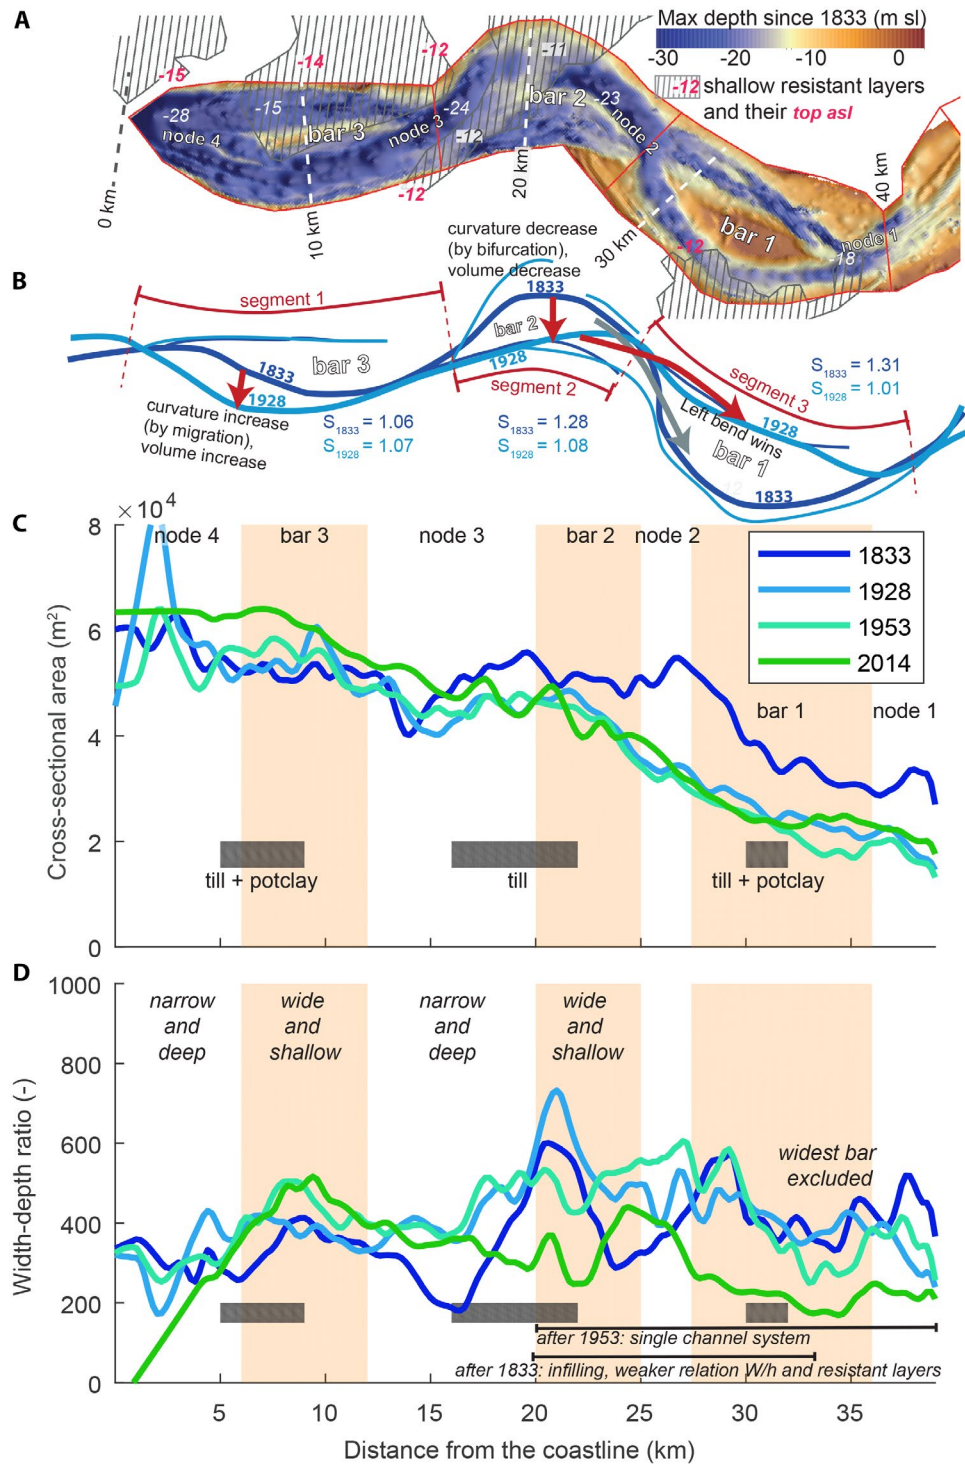 A
Max depth since 1833 (m sl)
-30 -20 -10 0
-12 shallow resistant layers
and their top asl
-15
-14
-12
-11
-28
-15
-24
-23
node 4
bar 3
node 3
bar 2
node 2
-12
-12
-12
bar 1
-18
node 1
0 km
10 km
20 km
30 km
40 km
B
curvature decrease
(by bifurcation),
volume decrease
segment 1
1833
bar 2
1928
segment 2
bar 3
1833
1928
segment 3
S1833 = 1.31
S1928 = 1.01
curvature increase
(by migration),
volume increase
S1833 = 1.06
S1928 = 1.07
S1833 = 1.28
S1928 = 1.08
Left bend wins
1928
bar 1
12
1833
C
8 x 10^4
node 4
bar 3
node 3
bar 2
node 2
1833
1928
1953
2014
bar 1
node 1
6
4
2
0
Cross-sectional area (m²)
till + potclay
till
till + potclay
D
1000
800
600
400
200
0
Width-depth ratio (-)
narrow
and
deep
wide
and
shallow
narrow
and
deep
wide
and
shallow
widest bar
excluded
after 1953: single channel system
after 1833: infilling, weaker relation W/h and resistant layers
5 10 15 20 25 30 35
Distance from the coastline (km)